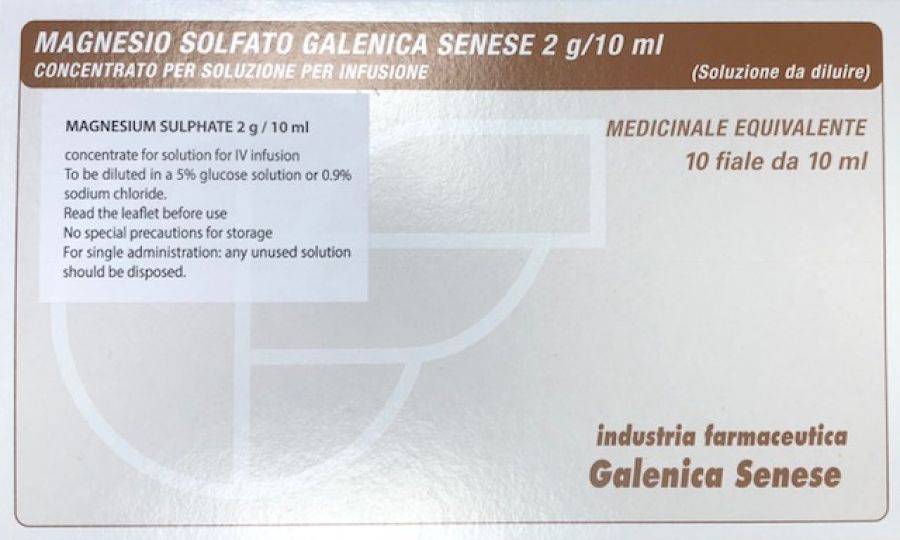 MAGNESIO SOLFATO GALENICA SENESE 2 g/10 ml
CONCENTRATO PER SOLUZIONE PER INFUSIONE
(Soluzione da diluire)
MAGNESIUM SULPHATE 2 g / 10 ml
concentrate for solution for IV infusion
To be diluted in a 5% glucose solution or 0.9%
sodium chloride.
Read the leaflet before use
No special precautions for storage
For single administration: any unused solution
should be disposed.
MEDICINALE EQUIVALENTE
10 fiale da 10 ml
industria farmaceutica
Galenica Senese